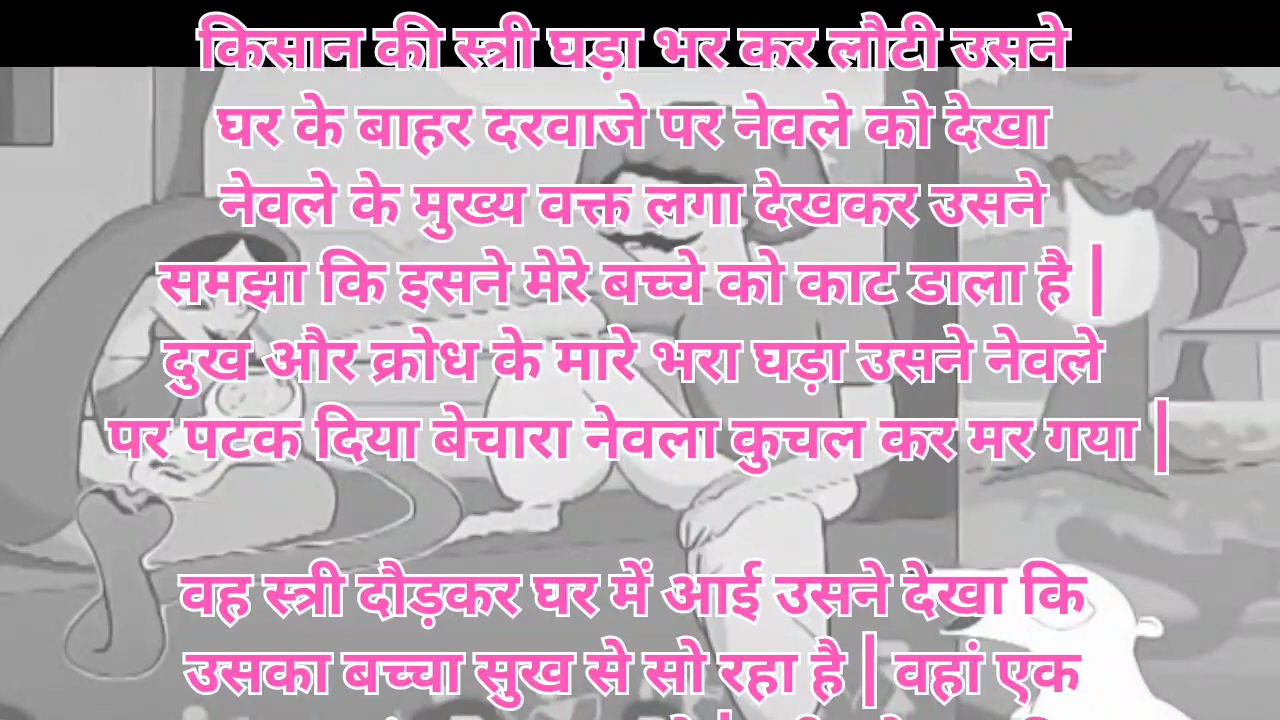 किसान की स्त्री घड़ा भर कर लौटी उसने
घर के बाहर दरवाजे पर नेवले को देखा
नेवले के मुख्य वक्त लगा देखकर उसने
समझा कि इसने मेरे बच्चे को काट डाला है |
दुख और क्रोध के मारे भरा घड़ा उसने नेवले
पर पटक दिया बेचारा नेवला कुचल कर मर गया |
वह स्त्री दौड़कर घर में आई उसने देखा कि
उसका बच्चा सुख से सो रहा है | वहां एक